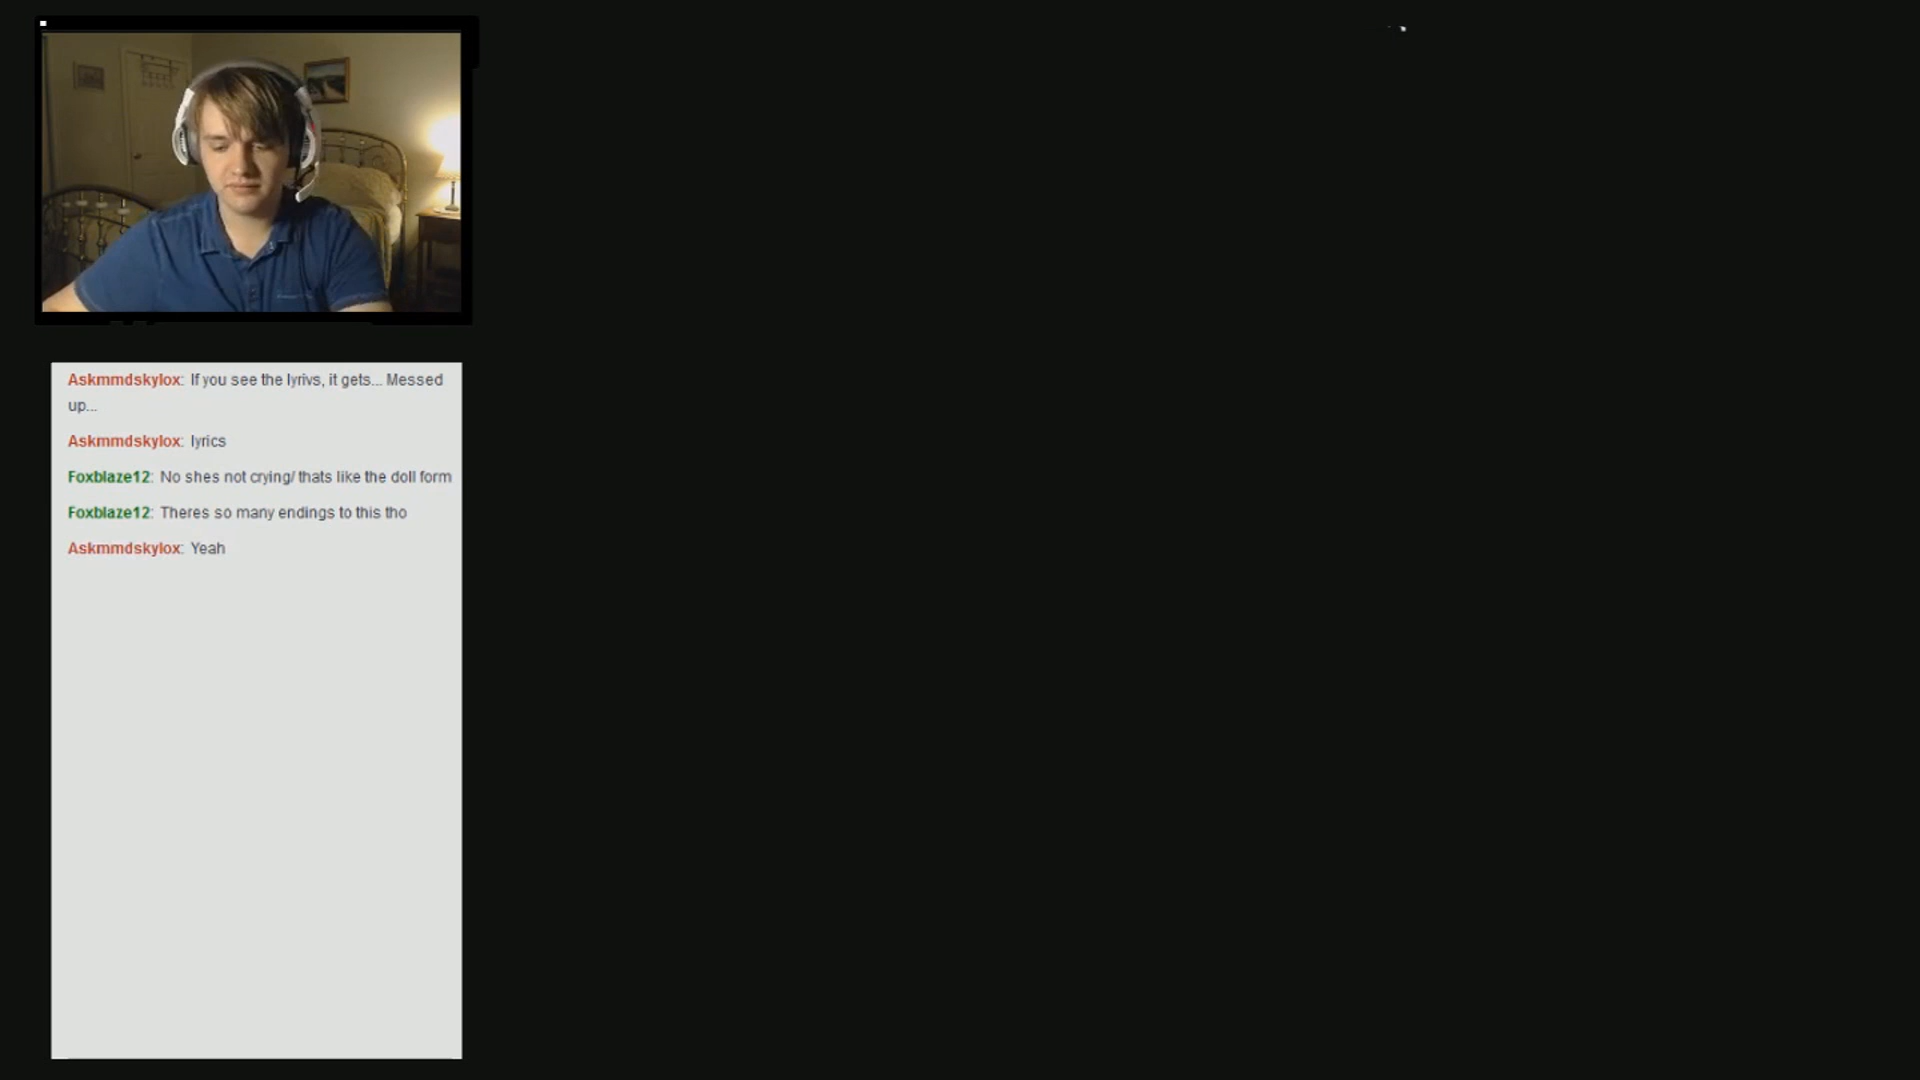 Askmmdskylox: If you see the lyrivs, it gets... Messed
up...
Askmmdskylox: lyrics
Foxblaze12: No shes not crying/ thats like the doll form
Foxblaze12: Theres so many endings to this tho
Askmmdskylox: Yeah